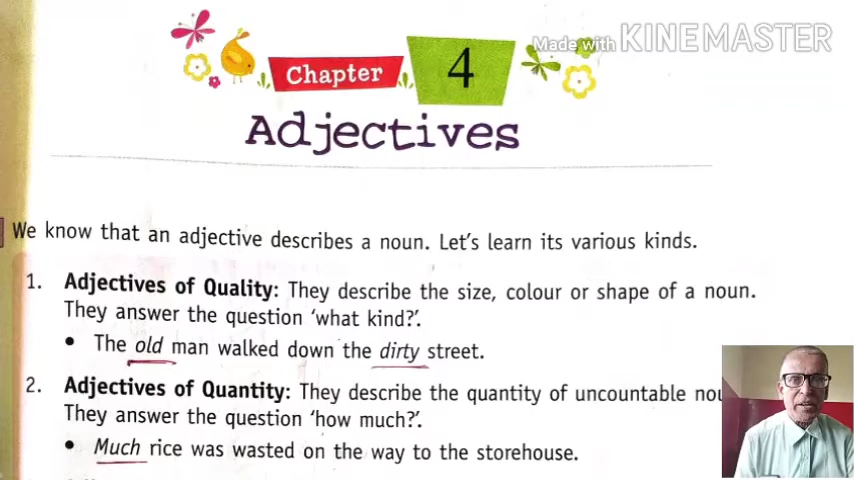 Made with KINEMASTER
Chapter 4
Adjectives
We know that an adjective describes a noun. Let's learn its various kinds.
1. Adjectives of Quality: They describe the size, colour or shape of a noun.
They answer the question 'what kind?'.
• The old man walked down the dirty street.
2. Adjectives of Quantity: They describe the quantity of uncountable
They answer the question 'how much?'.
• Much rice was wasted on the way to the storehouse.